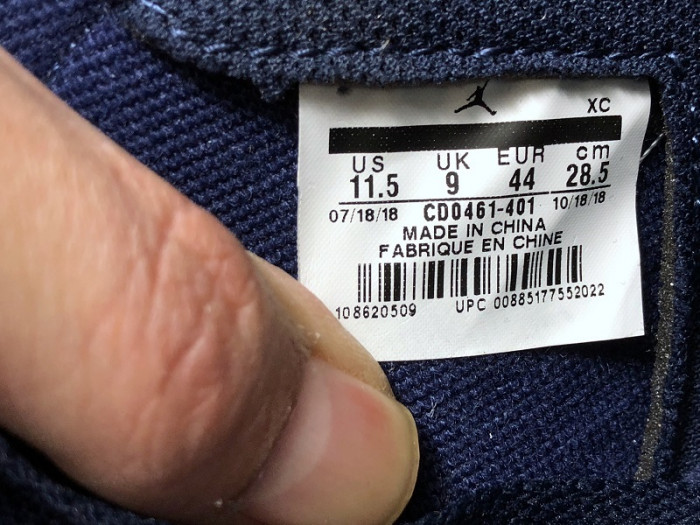 XC
US UK EUR cm
11.5 9 44 28.5
07/18/18 CD0461-401 10/18/18
MADE IN CHINA
FABRIQUE EN CHINE
108620509 UPC 00885177552022